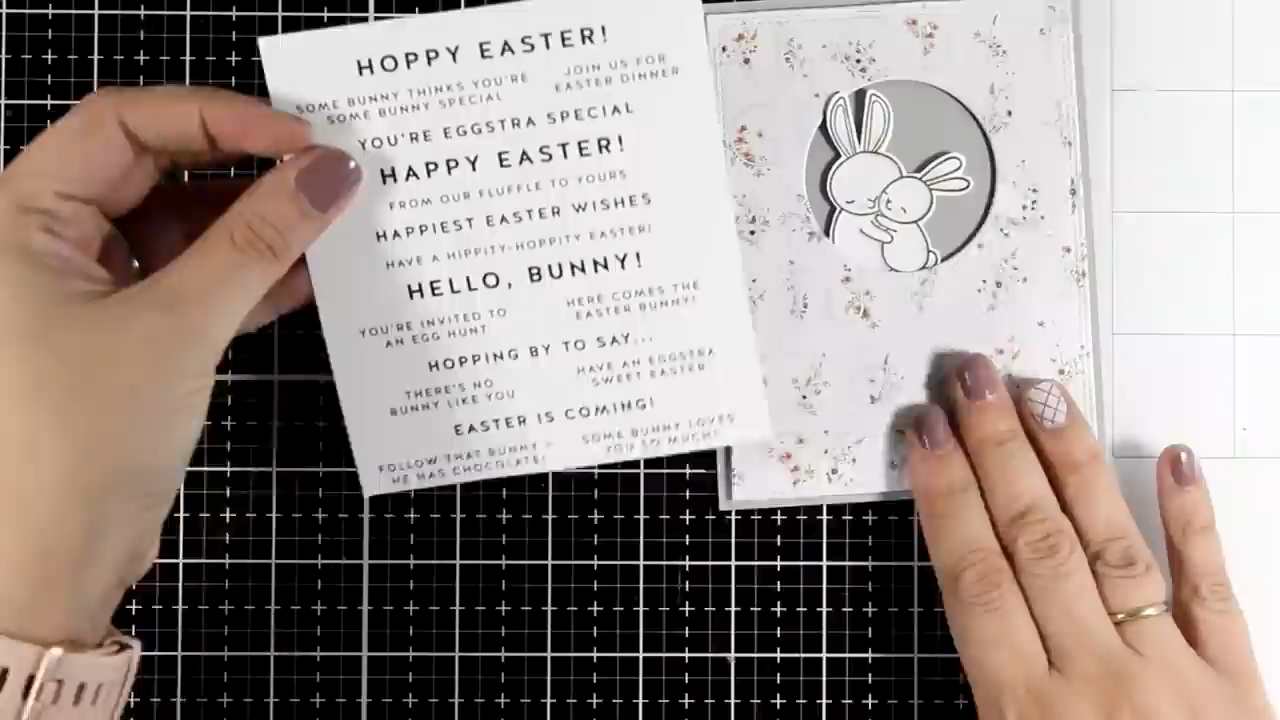 HOPPY EASTER!
SOME BUNNY THINKS YOU'RE
SOME BUNNY SPECIAL
JOIN US FOR
EASTER DINNER
YOU'RE EGGSTRA SPECIAL
HAPPY EASTER!
FROM OUR FLUFFLE TO YOURS
HAPPIEST EASTER WISHES
HAVE A HIPPITY-HOPPITY EASTER!
HELLO, BUNNY!
YOU'RE INVITED TO
AN EGG HUNT
HERE COMES THE
EASTER BUNNY!
HOPPING BY TO SAY...
THERE'S NO
BUNNY LIKE YOU
HAVE AN EGGSTRA
SWEET EASTER
EASTER IS COMING!
FOLLOW THAT BUNNY -
HE HAS CHOCOLATE!
SOME BUNNY LOVES
YOU SO MUCH!